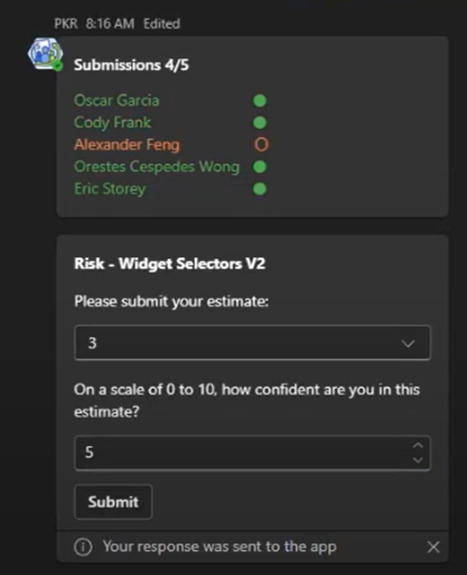 PKR 8:16 AM Edited
Submissions 4/5
Oscar Garcia
Cody Frank
Alexander Feng
Orestes Cespedes Wong
Eric Storey
Risk - Widget Selectors V2
Please submit your estimate:
3
On a scale of 0 to 10, how confident are you in this
estimate?
5
Submit
Your response was sent to the app